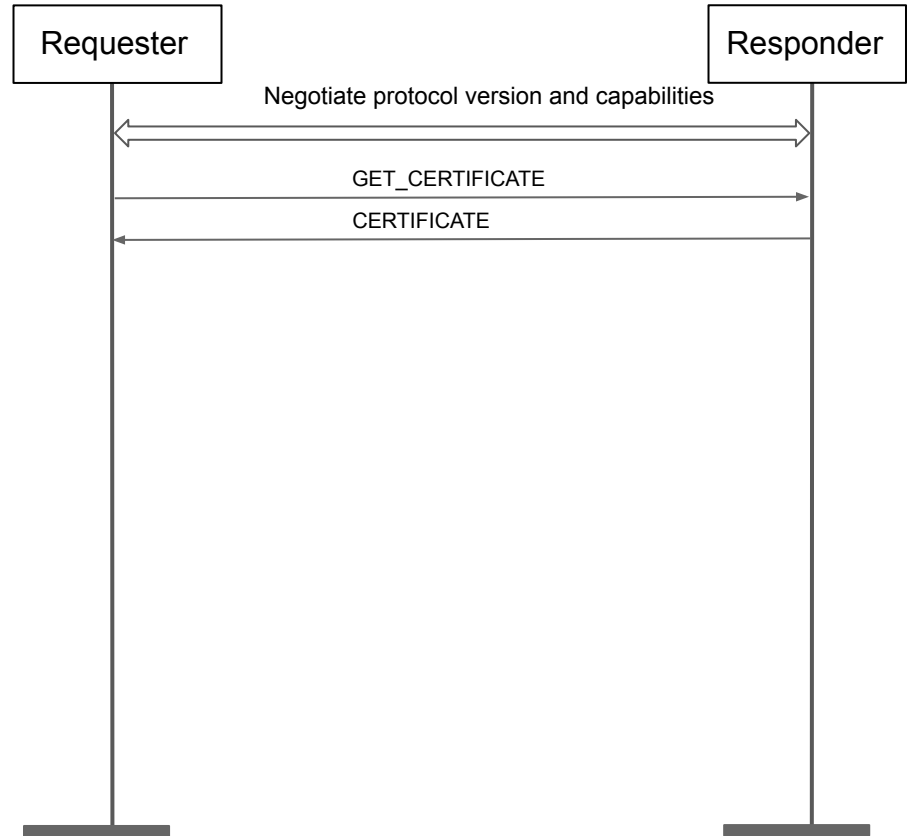 Requester
Responder
Negotiate protocol version and capabilities
GET_CERTIFICATE
CERTIFICATE